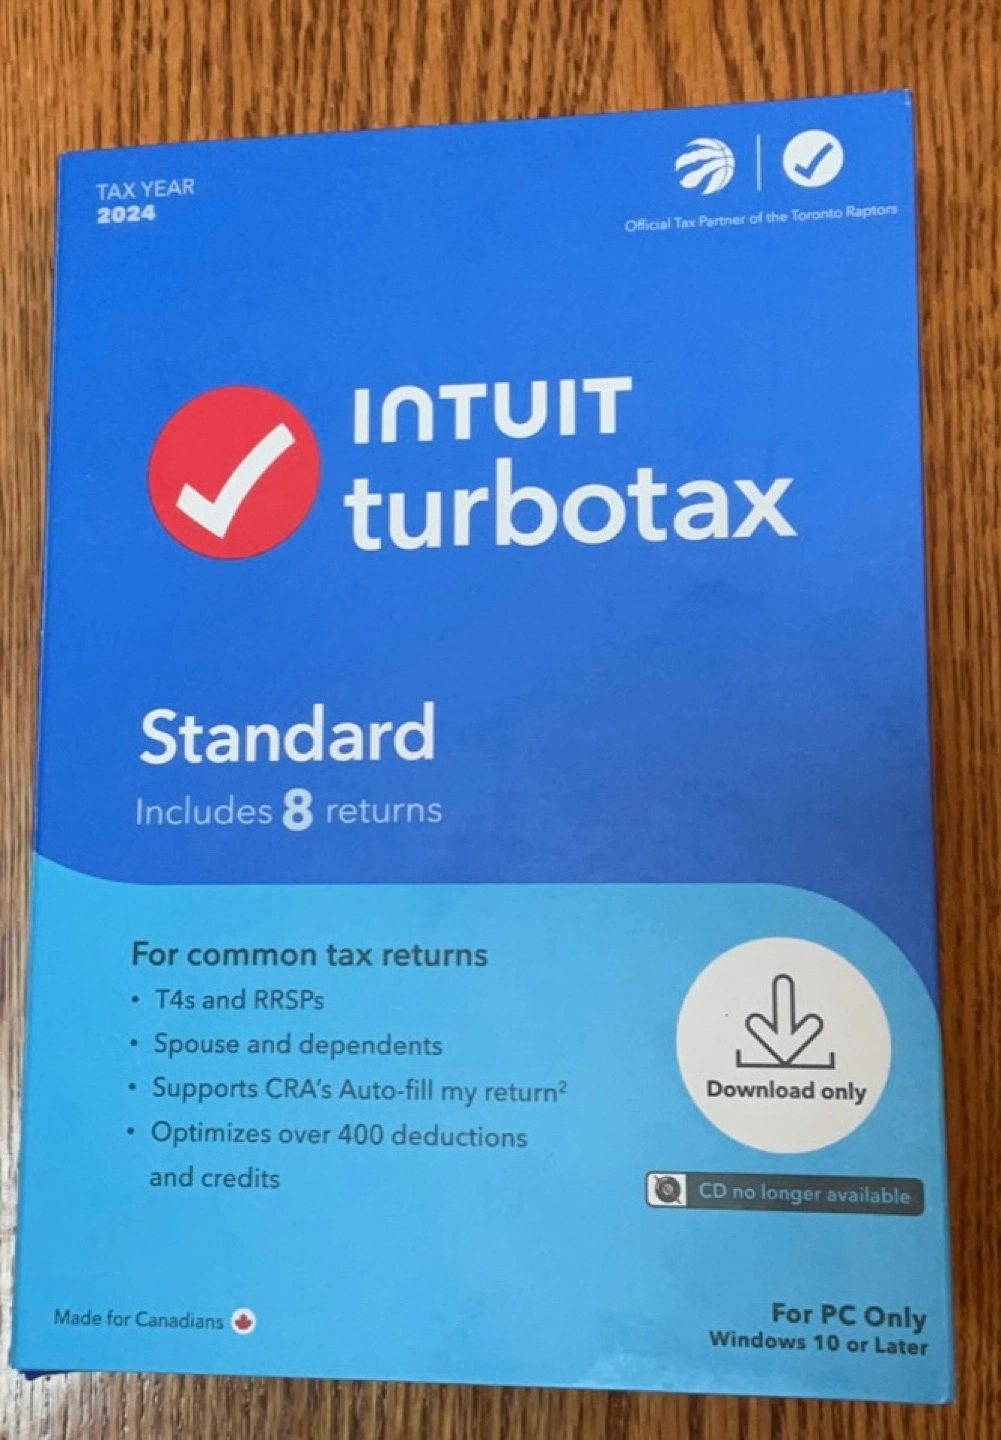 TAX YEAR
2024
Official Tax Partner of the Toronto Raptors
INTUIT
turbotax
Standard
Includes 8 returns
For common tax returns
• T4s and RRSPs
• Spouse and dependents
• Supports CRA's Auto-fill my return²
• Optimizes over 400 deductions
and credits
Download only
CD no longer available
Made for Canadians
For PC Only
Windows 10 or Later